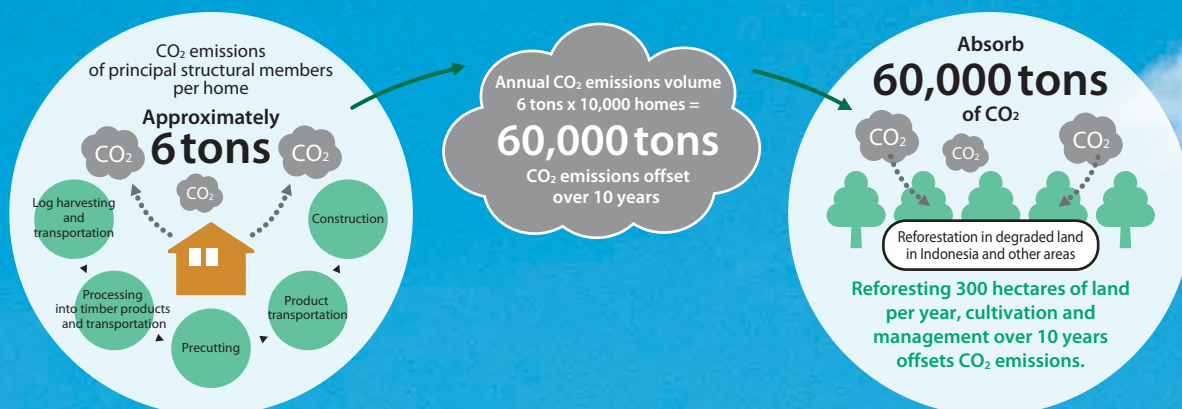 CO₂ emissions
of principal structural members
per home
Approximately
6 tons
CO₂
CO₂
CO₂
Log harvesting
and
transportation
Processing
into timber products
and transportation
Precutting
Product
transportation
Construction
Annual CO₂ emissions volume
6 tons x 10,000 homes =
60,000 tons
CO₂ emissions offset
over 10 years
Absorb
60,000 tons
of CO₂
CO₂
CO₂
CO₂
Reforestation in degraded land
in Indonesia and other areas
Reforesting 300 hectares of land
per year, cultivation and
management over 10 years
offsets CO₂ emissions.